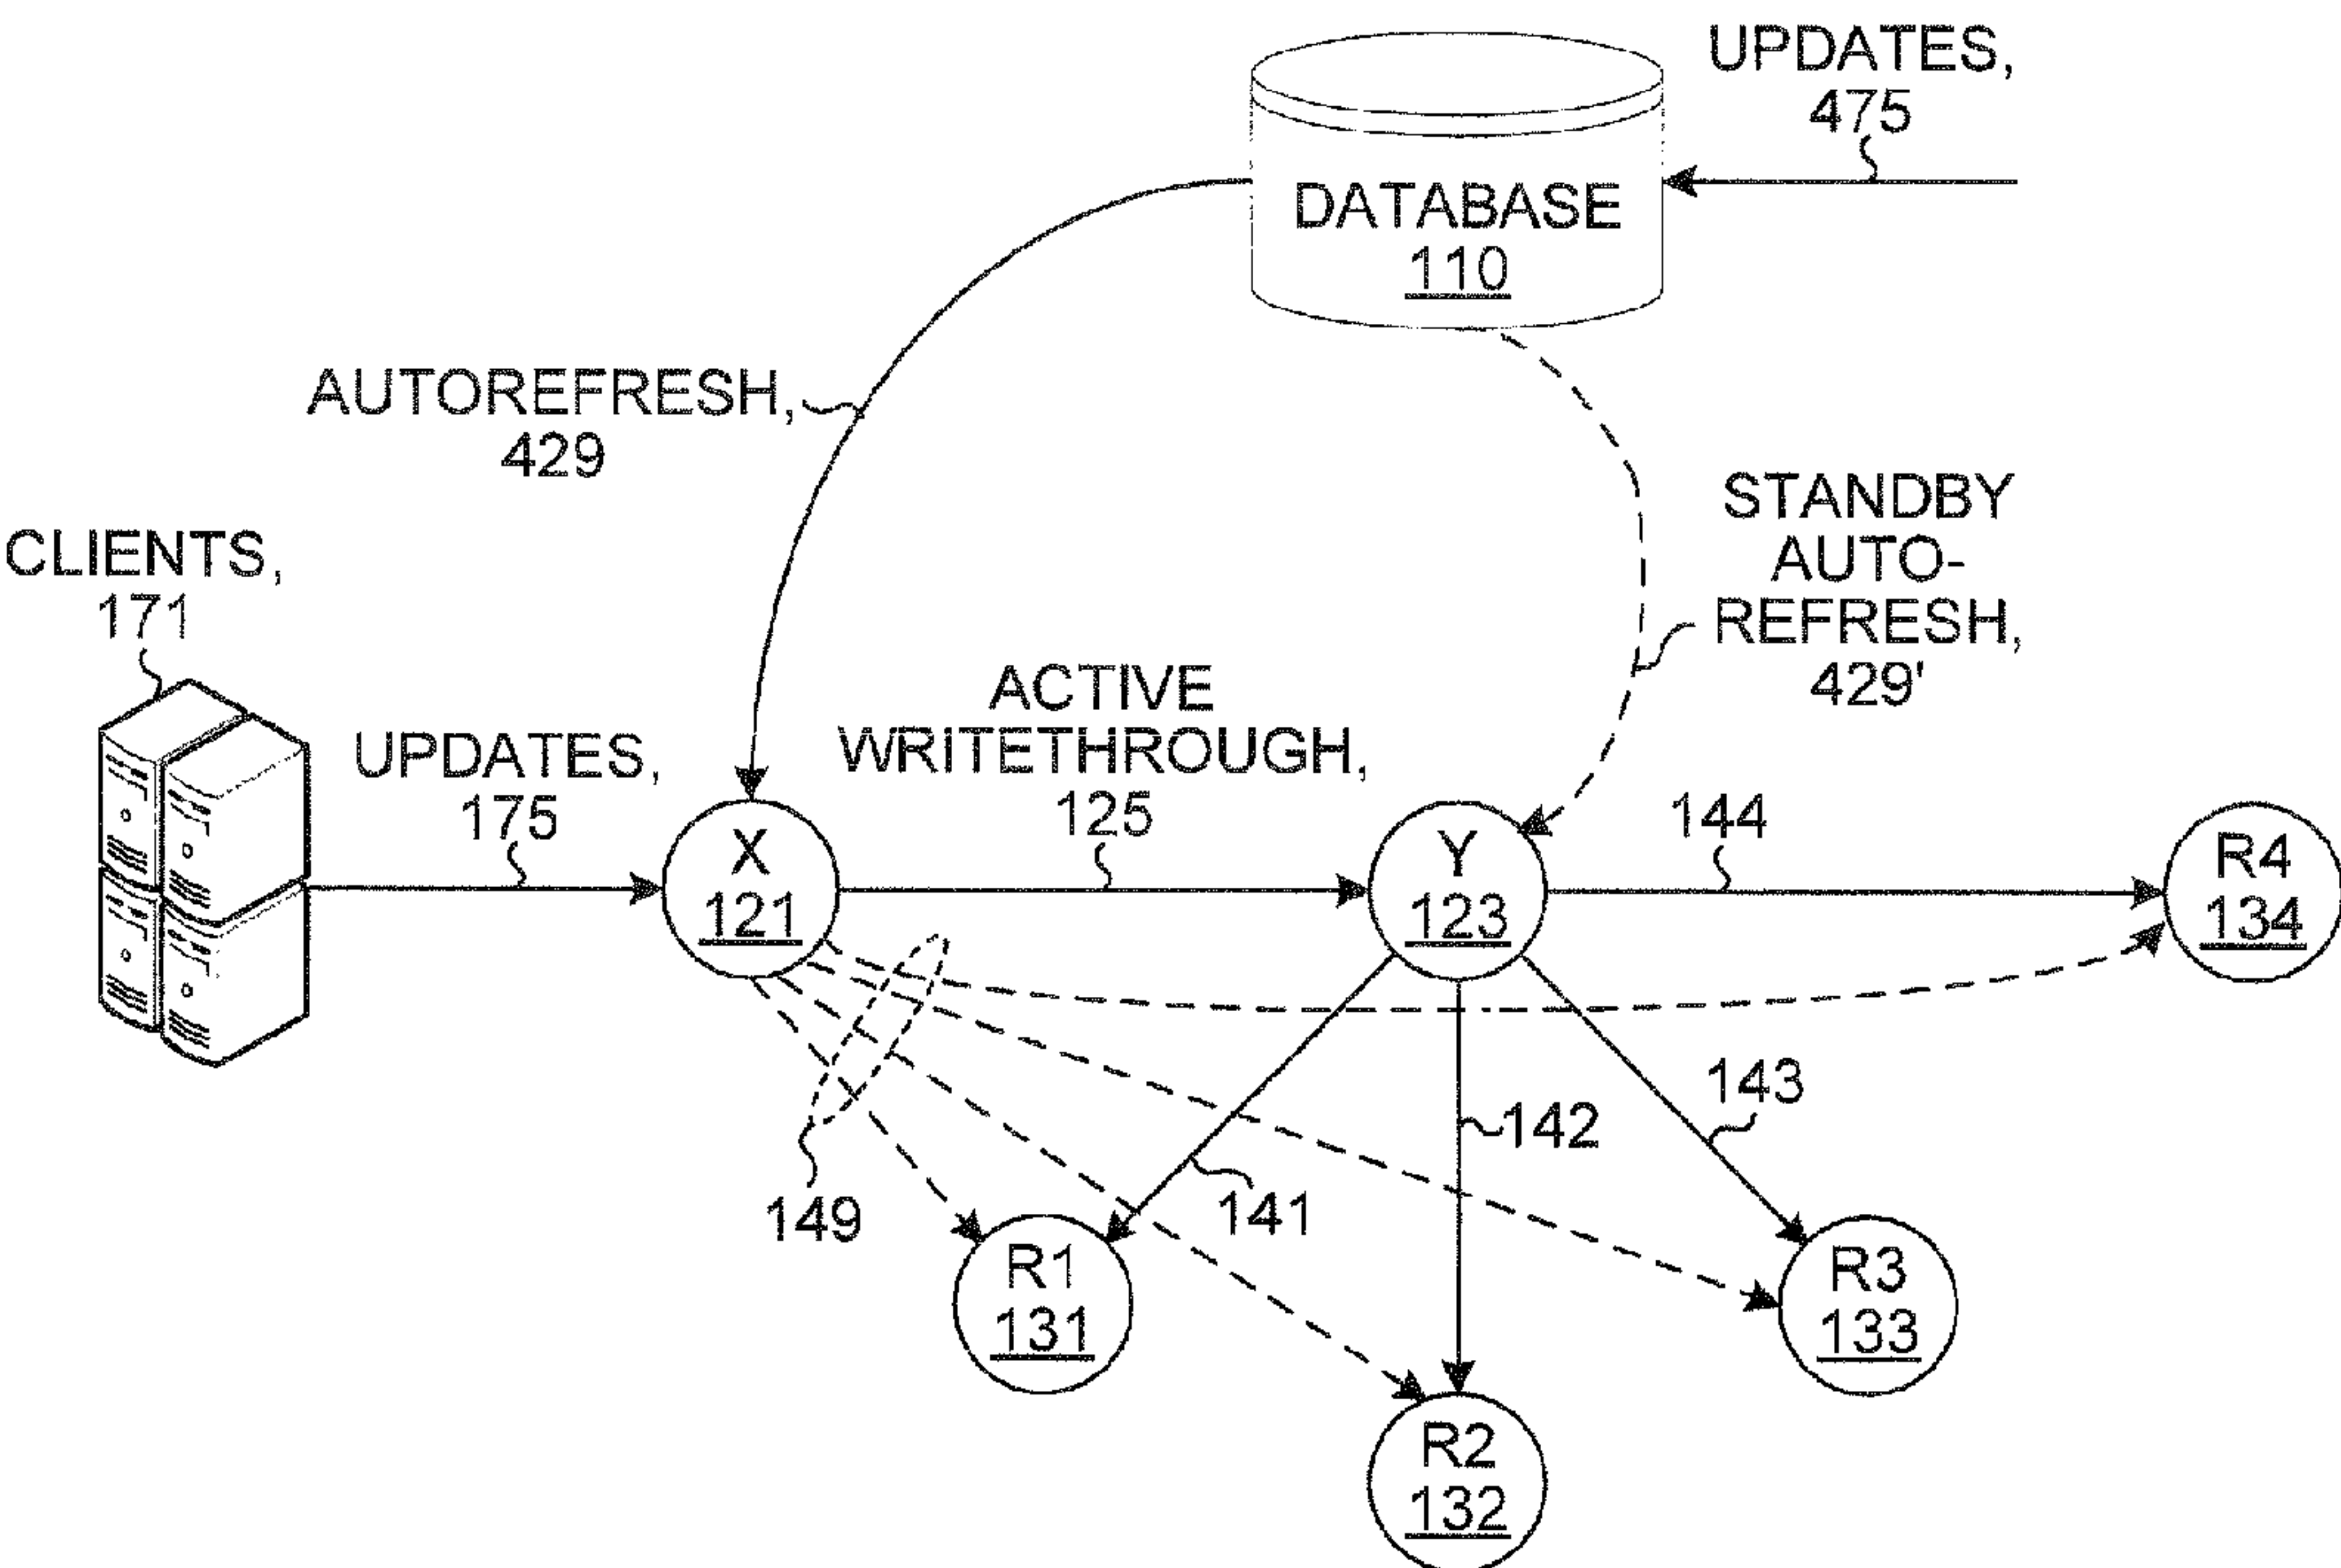 UPDATES,
475
DATABASE
110
AUTOREFRESH,
429
STANDBY
AUTO-
REFRESH,
429'
CLIENTS,
171
UPDATES,
175
ACTIVE
WRITETHROUGH,
125
X
121
Y
123
144
R4
134
149
141
142
143
R1
131
R2
132
R3
133